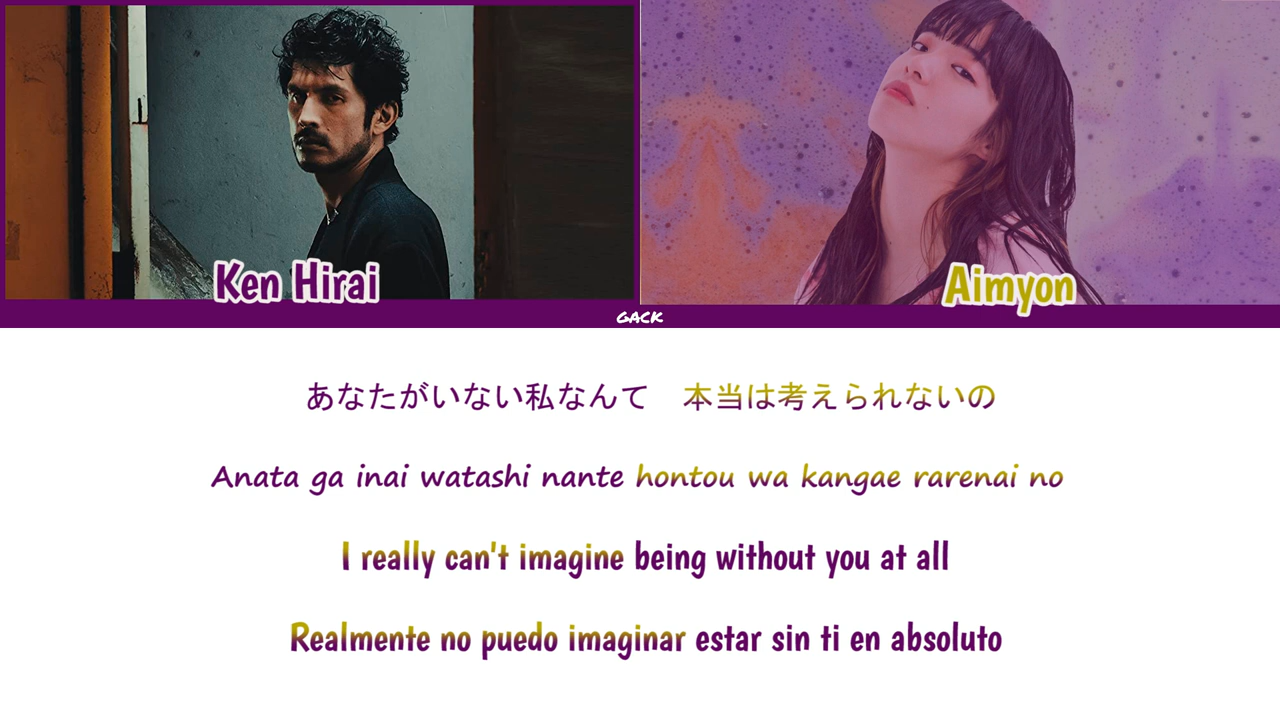 Ken Hirai
Aimyon
GACK
あなたがいない私なんて　本当は考えられないの
Anata ga inai watashi nante hontou wa kangae rarenai no
I really can't imagine being without you at all
Realmente no puedo imaginar estar sin ti en absoluto